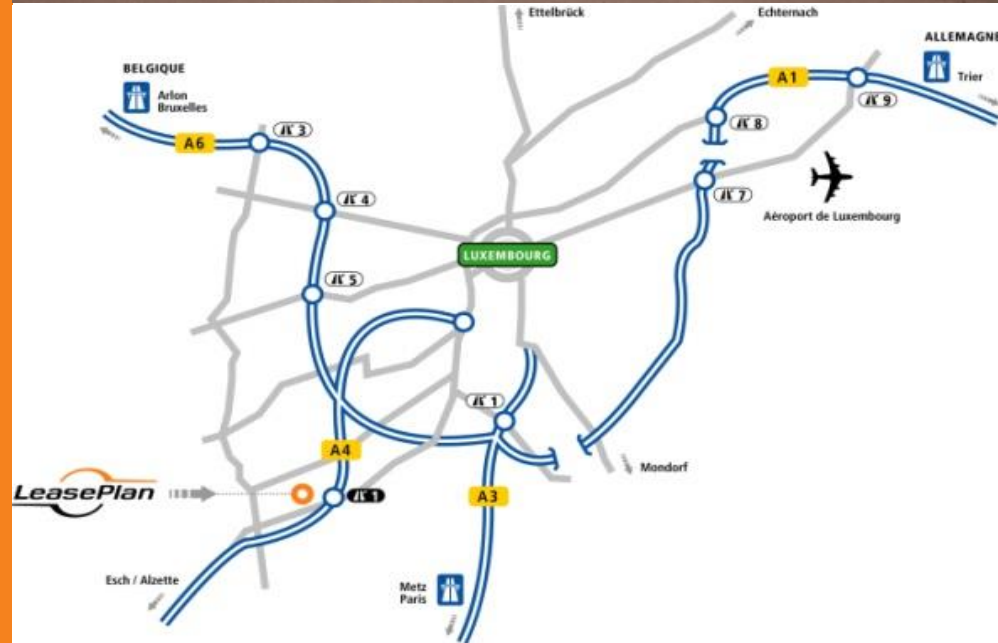 Ettelbrück
Echternach
ALLEMAGNE
Trier
BELGIQUE
Arlon
Bruxelles
A1
9
8
A6
3
7
4
Aéroport de Luxembourg
LUXEMBOURG
5
1
A4
Mondorf
LeasePlan
1
A3
Esch / Alzette
Metz
Paris